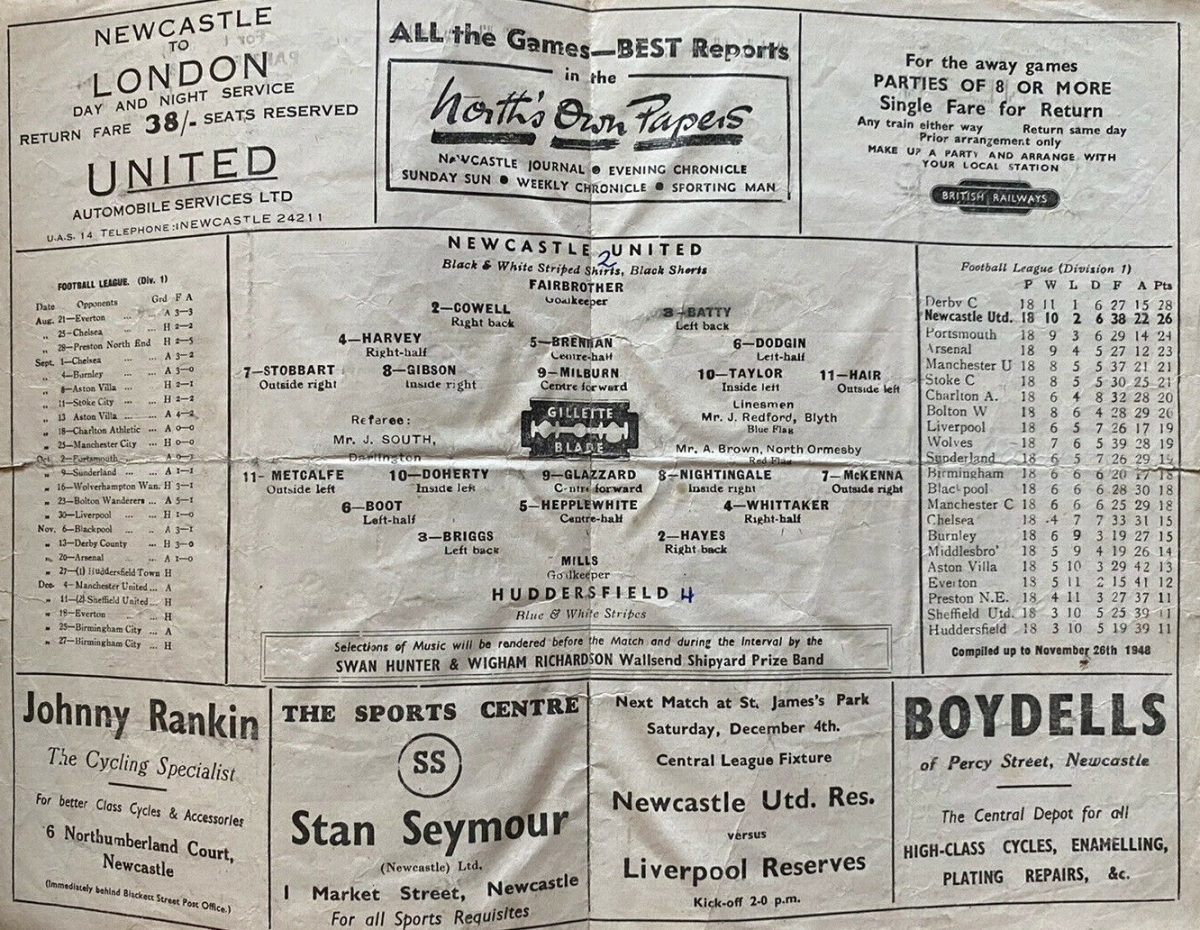 NEWCASTLE
TO
LONDON
DAY AND NIGHT SERVICE
RETURN FARE 38/- SEATS RESERVED
UNITED
AUTOMOBILE SERVICES LTD
U.A.S. 14 TELEPHONE: NEWCASTLE 24211
ALL the Games—BEST Reports
in the
North's Own Papers
NEWCASTLE JOURNAL ● EVENING CHRONICLE
SUNDAY SUN ● WEEKLY CHRONICLE ● SPORTING MAN
For the away games
PARTIES OF 8 OR MORE
Single Fare for Return
Any train either way Return same day
Prior arrangement only
MAKE UP A PARTY AND ARRANGE WITH
YOUR LOCAL STATION
BRITISH RAILWAYS
FOOTBALL LEAGUE. (Div. 1)
Date Opponents Grd F A
Aug. 21—Everton ... ... A 3—3
„ 25—Chelsea ... ... H 2—2
„ 28—Preston North End H 2—5
Sept. 1—Chelsea ... ... A 3—2
„ 4—Burnley ... ... A 3—0
„ 8—Aston Villa ... H 2—1
„ 11—Stoke City ... ... H 2—2
„ 13 Aston Villa ... A 4—2
„ 18—Charlton Athletic ... A 0—0
„ 25—Manchester City ... H 0—0
Oct. 2—Portsmouth ... A 0—1
„ 9—Sunderland ... A 1—1
„ 16—Wolverhampton Wan. H 3—1
„ 23—Bolton Wanderers ... A 5—1
„ 30—Liverpool ... ... H 1—0
Nov. 6—Blackpool .. A 3—1
„ 13—Derby County ... H 3—0
„ 20—Arsenal ... .. A 1—0
„ 27—(1) Huddersfield Town H
Dec. 4—Manchester United... A
„ 11—(2) Sheffield United... H
„ 18—Everton ... ... H
„ 25—Birmingham City ... A
„ 27—Birmingham City ... H
NEWCASTLE UNITED
2
Black & White Striped Shirts, Black Shorts
FAIRBROTHER
Goalkeeper
2—COWELL 3—BATTY
Right back Left back
4—HARVEY 5—BRENNAN 6—DODGIN
Right-half Centre-half Left-half
7—STOBBART 8—GIBSON 9—MILBURN 10—TAYLOR 11—HAIR
Outside right Inside right Centre forward Inside left Outside left
Referee:
Mr. J. SOUTH,
Darlington
GILLETTE
BLADE
Linesmen
Mr. J. Redford, Blyth
Blue Flag
Mr. A. Brown, North Ormesby
Red Flag
11- METCALFE 10—DOHERTY 9—GLAZZARD 8—NIGHTINGALE 7—McKENNA
Outside left Inside left Centre forward Inside right Outside right
6—BOOT 5—HEPPLEWHITE 4—WHITTAKER
Left-half Centre-half Right-half
3—BRIGGS 2—HAYES
Left back Right back
MILLS
Goalkeeper
HUDDERSFIELD 4
Blue & White Stripes
Selections of Music will be rendered before the Match and during the Interval by the
SWAN HUNTER & WIGHAM RICHARDSON Wallsend Shipyard Prize Band
Football League (Division 1)
P W L D F A Pts
Derby C 18 11 1 6 27 15 28
Newcastle Utd. 18 10 2 6 38 22 26
Portsmouth 18 9 3 6 29 14 24
Arsenal 18 9 4 5 27 12 23
Manchester U 18 8 5 5 37 21 21
Stoke C 18 8 5 5 30 25 21
Charlton A. 18 6 4 8 32 28 20
Bolton W 18 8 6 4 28 29 20
Liverpool 18 6 5 7 26 17 19
Wolves 18 7 6 5 39 28 19
Sunderland 18 6 5 7 26 29 19
Birmingham 18 6 6 6 20 17 18
Blackpool 18 6 6 6 28 30 18
Manchester C 18 6 6 6 25 29 18
Chelsea 18 4 7 7 33 31 15
Burnley 18 6 9 3 19 27 15
Middlesbro' 18 5 9 4 19 26 14
Aston Villa 18 5 10 3 29 42 13
Everton 18 5 11 2 15 41 12
Preston N.E. 18 4 11 3 27 37 11
Sheffield Utd. 18 3 10 5 25 39 11
Huddersfield 18 3 10 5 19 39 11
Compiled up to November 26th 1948
Johnny Rankin
The Cycling Specialist
For better Class Cycles & Accessories
6 Northumberland Court,
Newcastle
(Immediately behind Blackett Street Post Office.)
THE SPORTS CENTRE
SS
Stan Seymour
(Newcastle) Ltd.
1 Market Street, Newcastle
For all Sports Requisites
Next Match at St. James's Park
Saturday, December 4th.
Central League Fixture
Newcastle Utd. Res.
versus
Liverpool Reserves
Kick-off 2-0 p.m.
BOYDELLS
of Percy Street, Newcastle
The Central Depot for all
HIGH-CLASS CYCLES, ENAMELLING,
PLATING REPAIRS, &c.